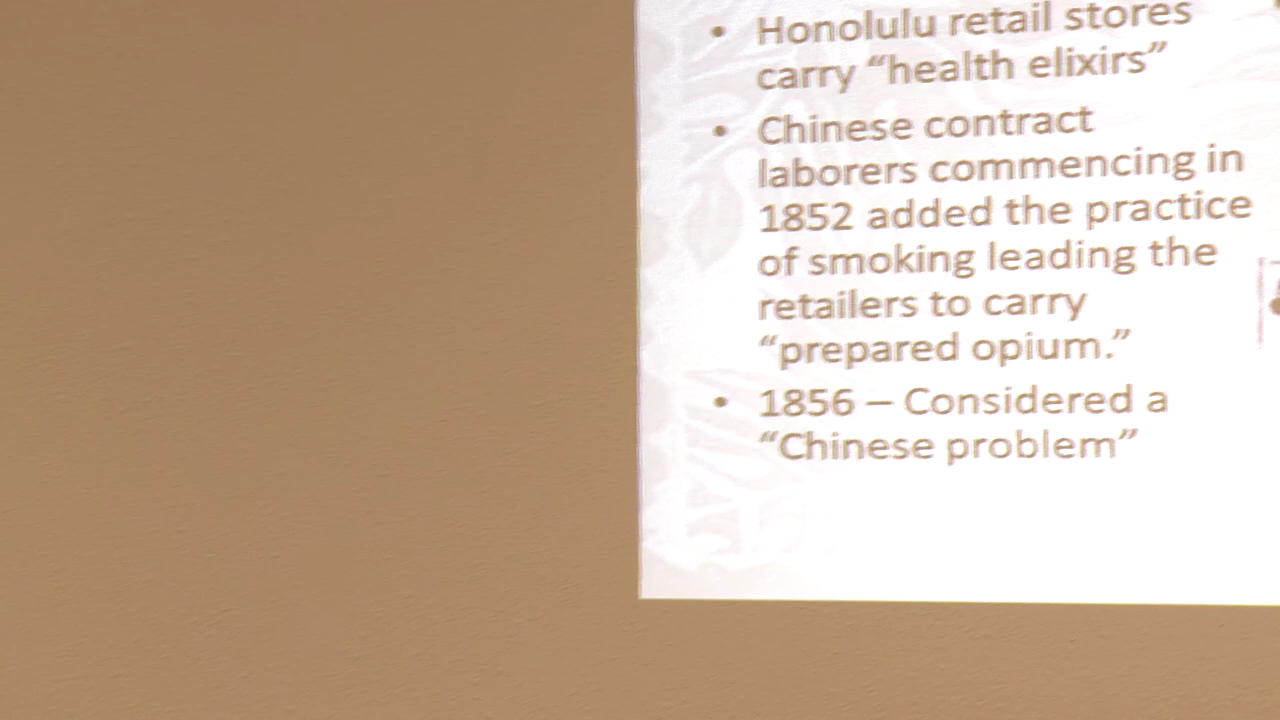 • Honolulu retail stores
carry “health elixirs”
• Chinese contract
laborers commencing in
1852 added the practice
of smoking leading the
retailers to carry
“prepared opium.”
• 1856 – Considered a
“Chinese problem”